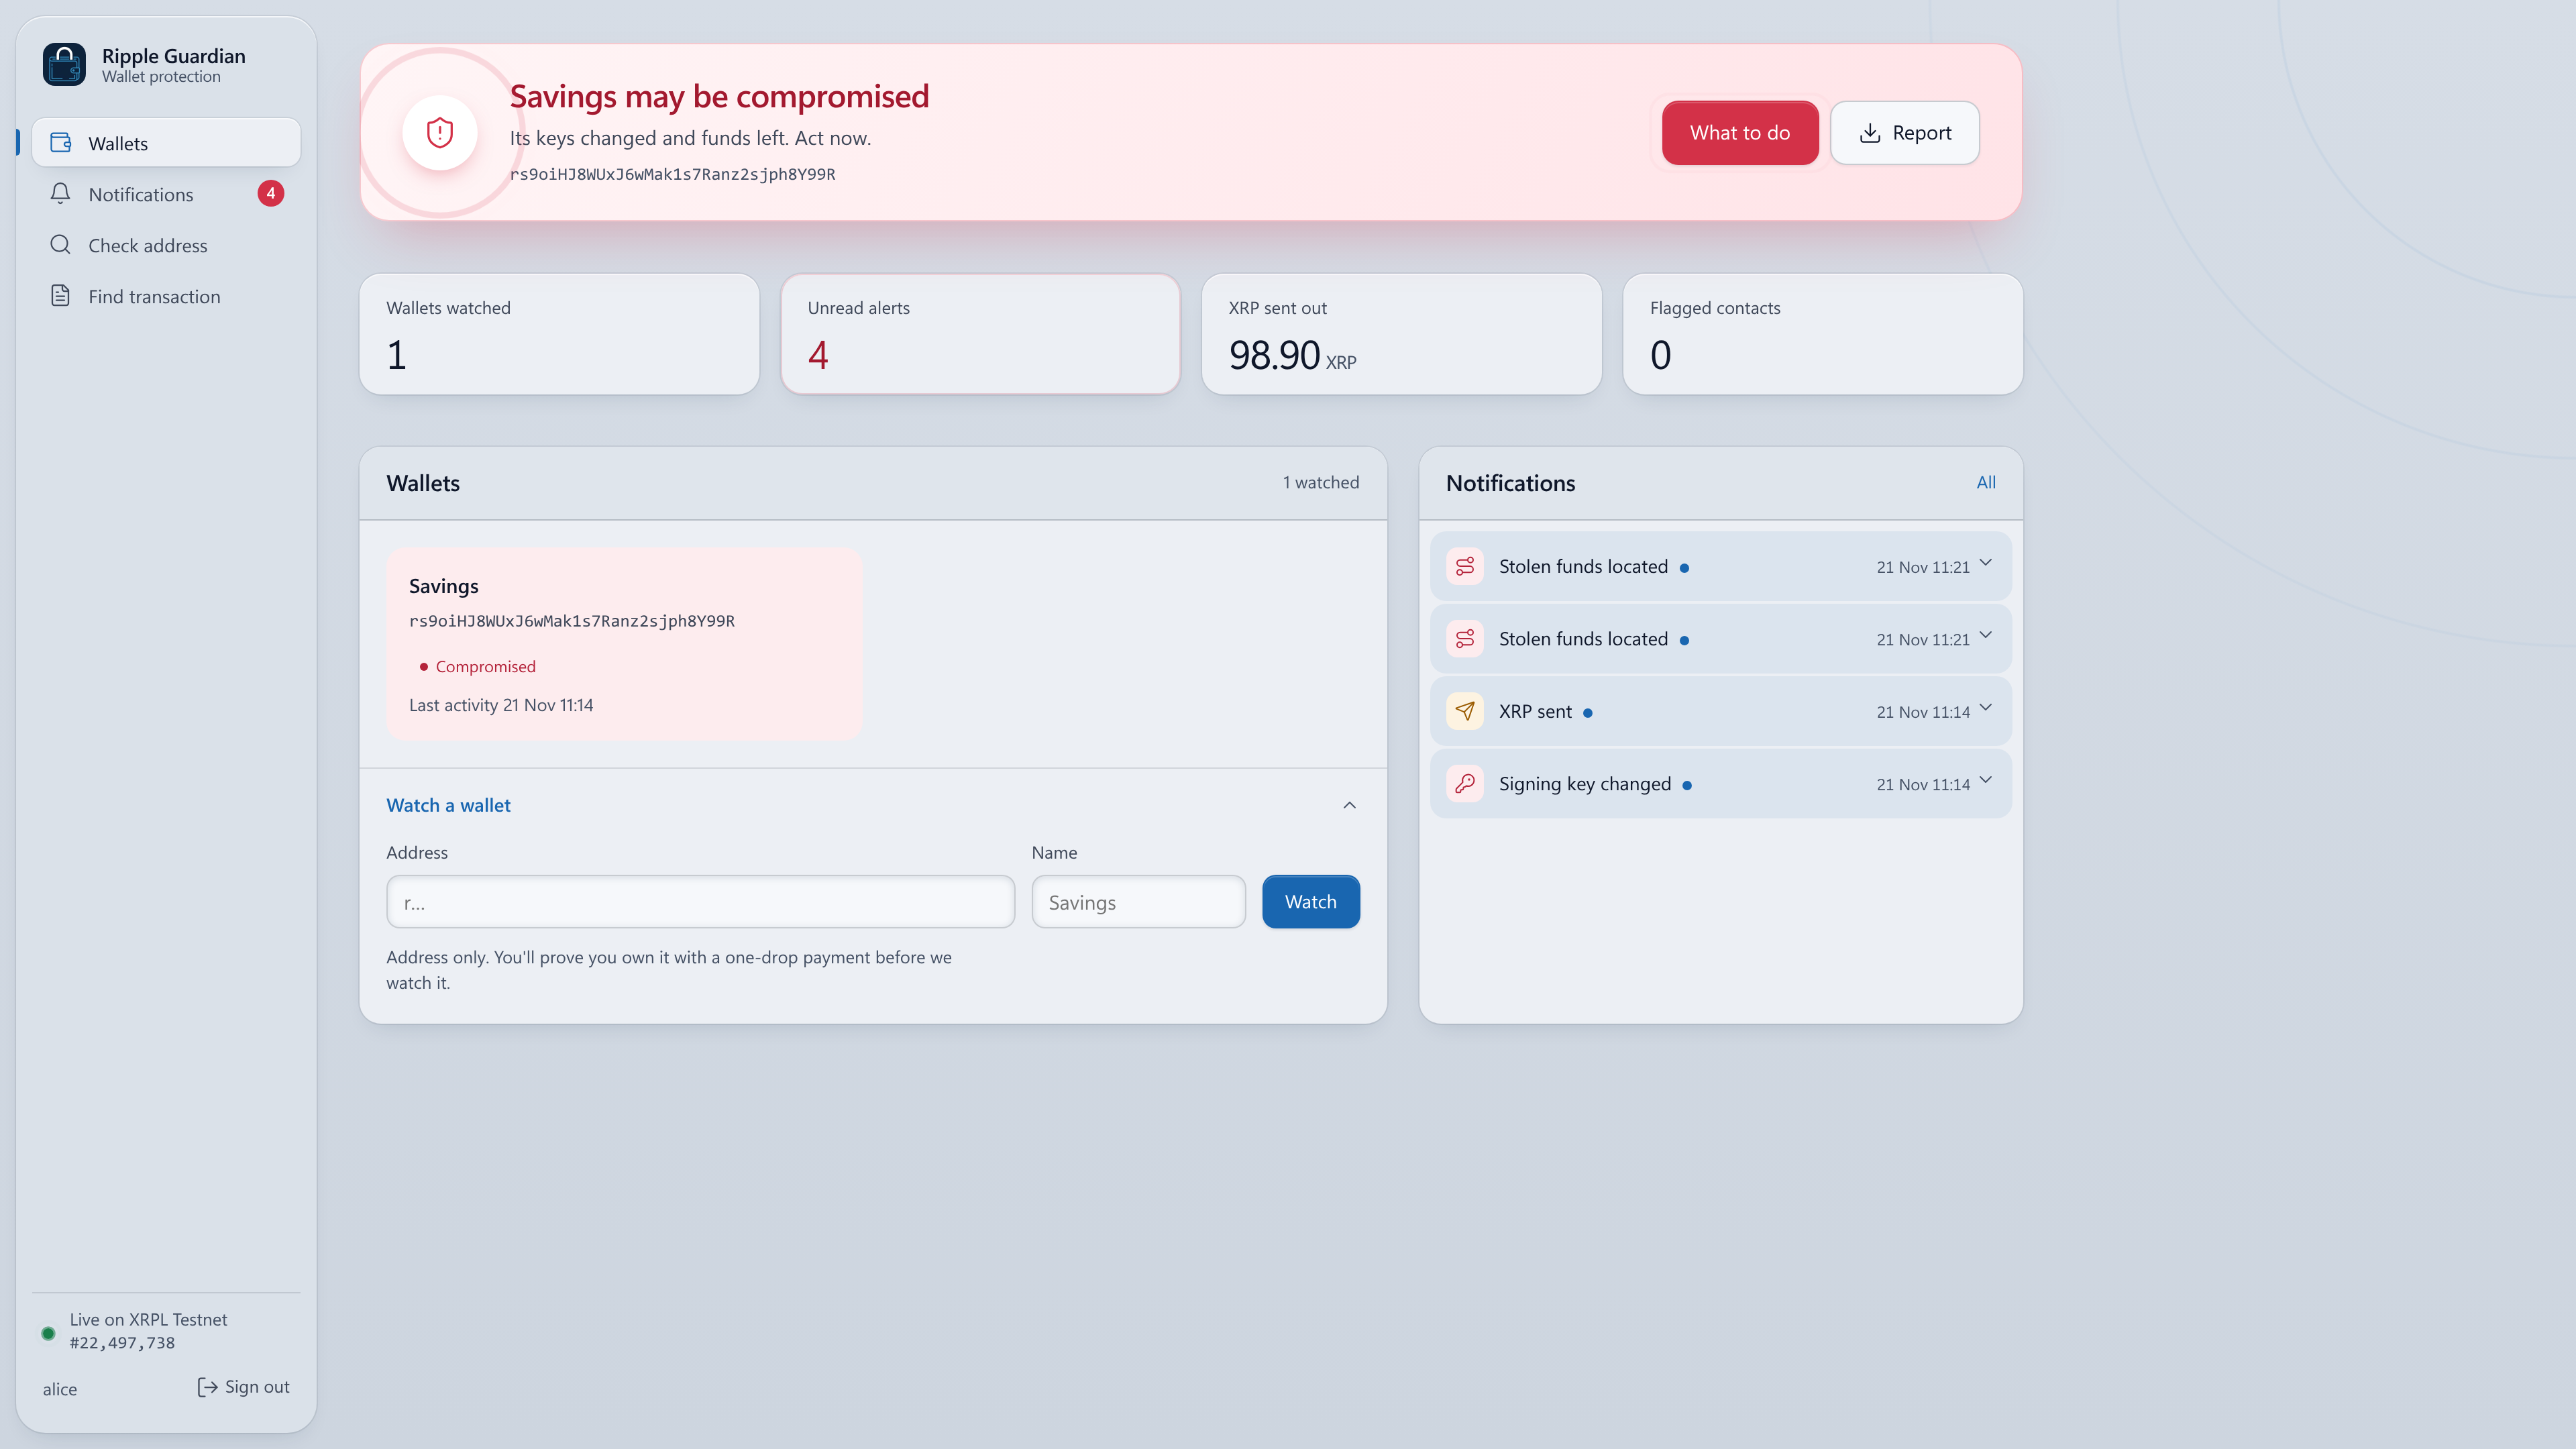 Ripple Guardian
Wallet protection
Wallets
Notifications
4
Check address
Find transaction
Live on XRPL Testnet
#22,497,738
alice
Sign out
Savings may be compromised
Its keys changed and funds left. Act now.
rs9oiHJ8WUxJ6wMak1s7Ranz2sjph8Y99R
What to do
Report
Wallets watched
1
Unread alerts
4
XRP sent out
98.90 XRP
Flagged contacts
0
Wallets
1 watched
Savings
rs9oiHJ8WUxJ6wMak1s7Ranz2sjph8Y99R
Compromised
Last activity 21 Nov 11:14
Watch a wallet
Address
r...
Name
Savings
Watch
Address only. You'll prove you own it with a one-drop payment before we
watch it.
Notifications
All
Stolen funds located
21 Nov 11:21
Stolen funds located
21 Nov 11:21
XRP sent
21 Nov 11:14
Signing key changed
21 Nov 11:14